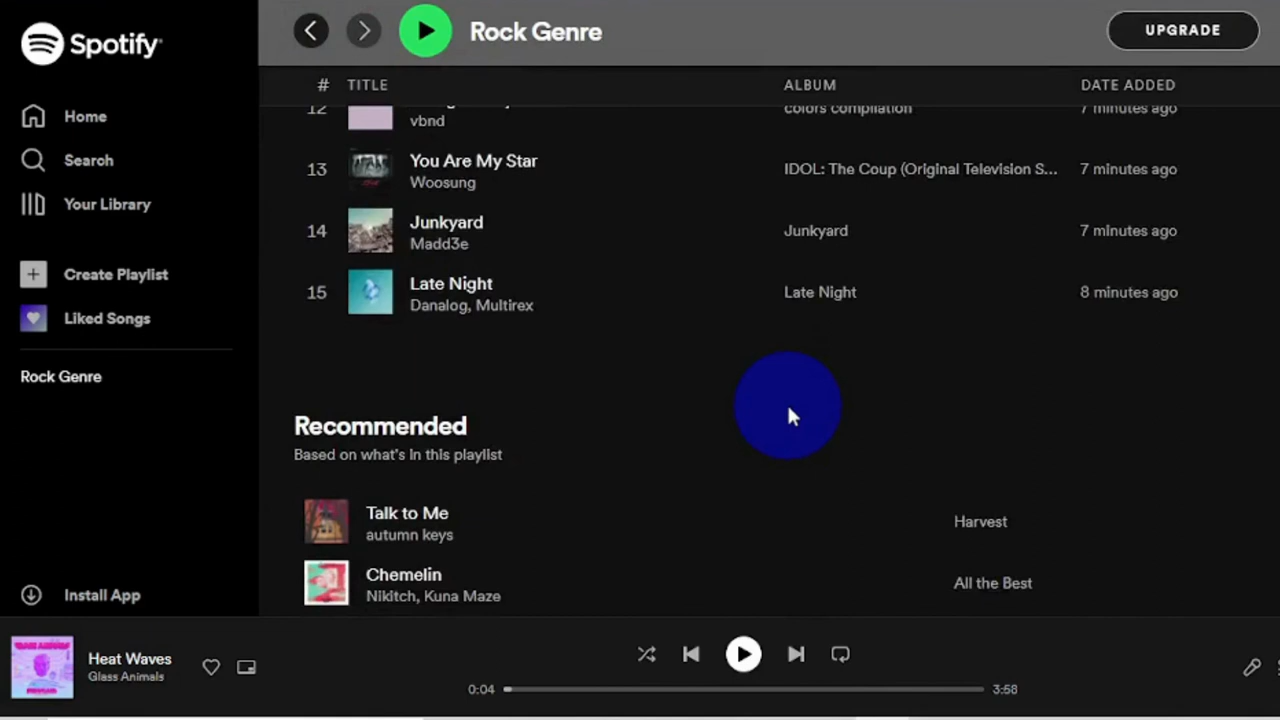 Spotify
Rock Genre
UPGRADE
# TITLE ALBUM DATE ADDED
Home
Search
Your Library
Create Playlist
Liked Songs
Rock Genre
Install App
12 colors compilation 7 minutes ago
vbnd
13 You Are My Star IDOL: The Coup (Original Television S... 7 minutes ago
Woosung
14 Junkyard Junkyard 7 minutes ago
Madd3e
15 Late Night Late Night 8 minutes ago
Danalog, Multirex
Recommended
Based on what's in this playlist
Talk to Me Harvest
autumn keys
Chemelin All the Best
Nikitch, Kuna Maze
Heat Waves
Glass Animals
0:04 3:58